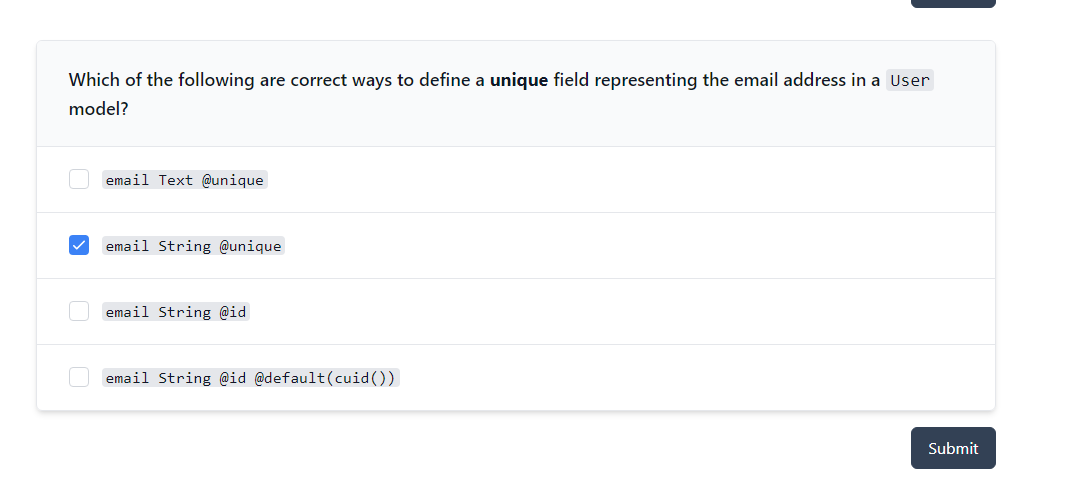 Which of the following are correct ways to define a unique field representing the email address in a User
model?
email Text @unique
email String @unique
email String @id
email String @id @default(cuid())
Submit